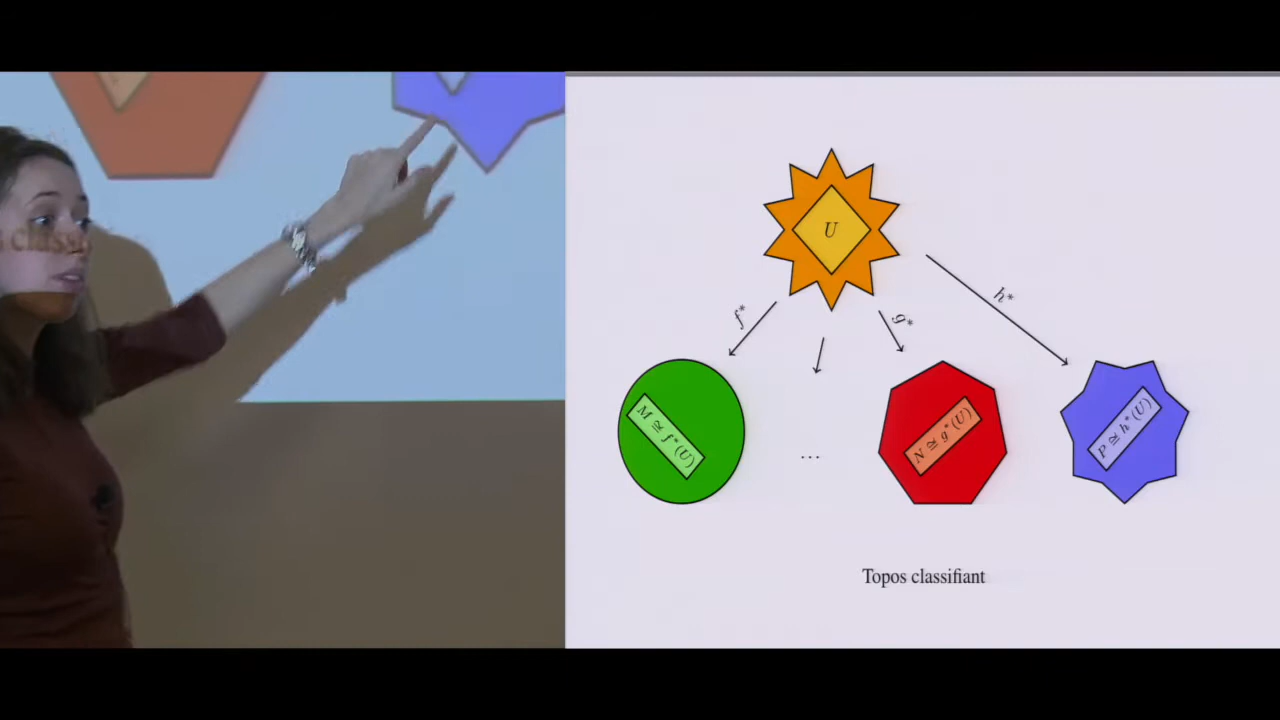 U
f*
g*
h*
M ≅ f*(U)
...
N ≅ g*(U)
P ≅ h*(U)
Topos classifiant